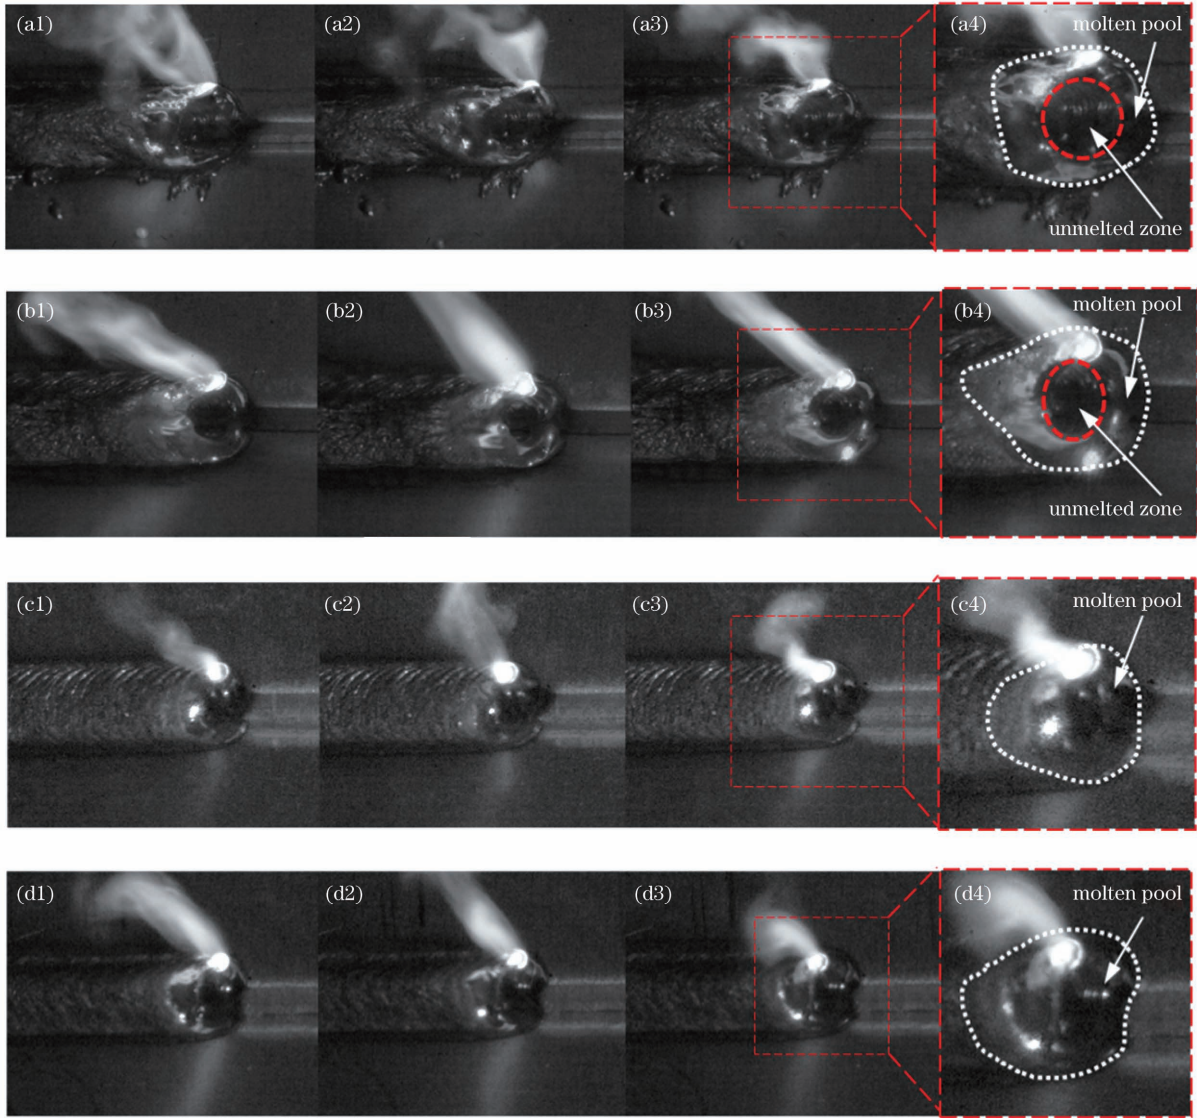 (a1)
(a2)
(a3)
(a4)
molten pool
unmelted zone
(b1)
(b2)
(b3)
(b4)
molten pool
unmelted zone
(c1)
(c2)
(c3)
(c4)
molten pool
(d1)
(d2)
(d3)
(d4)
molten pool